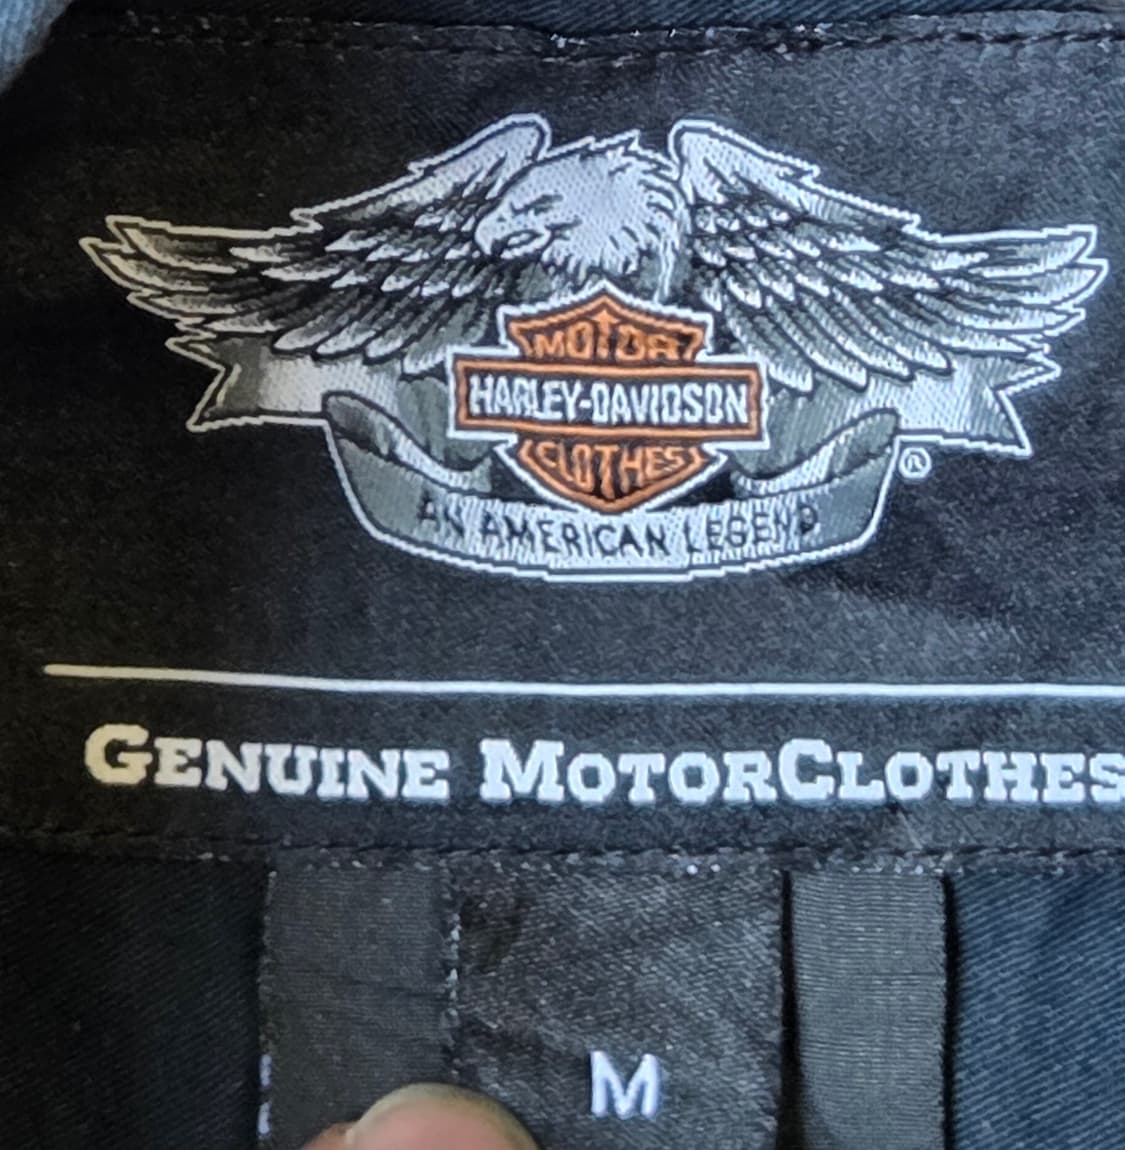 MOTOR
HARLEY-DAVIDSON
CLOTHES
®
AN AMERICAN LEGEND
GENUINE MOTORCLOTHES
M